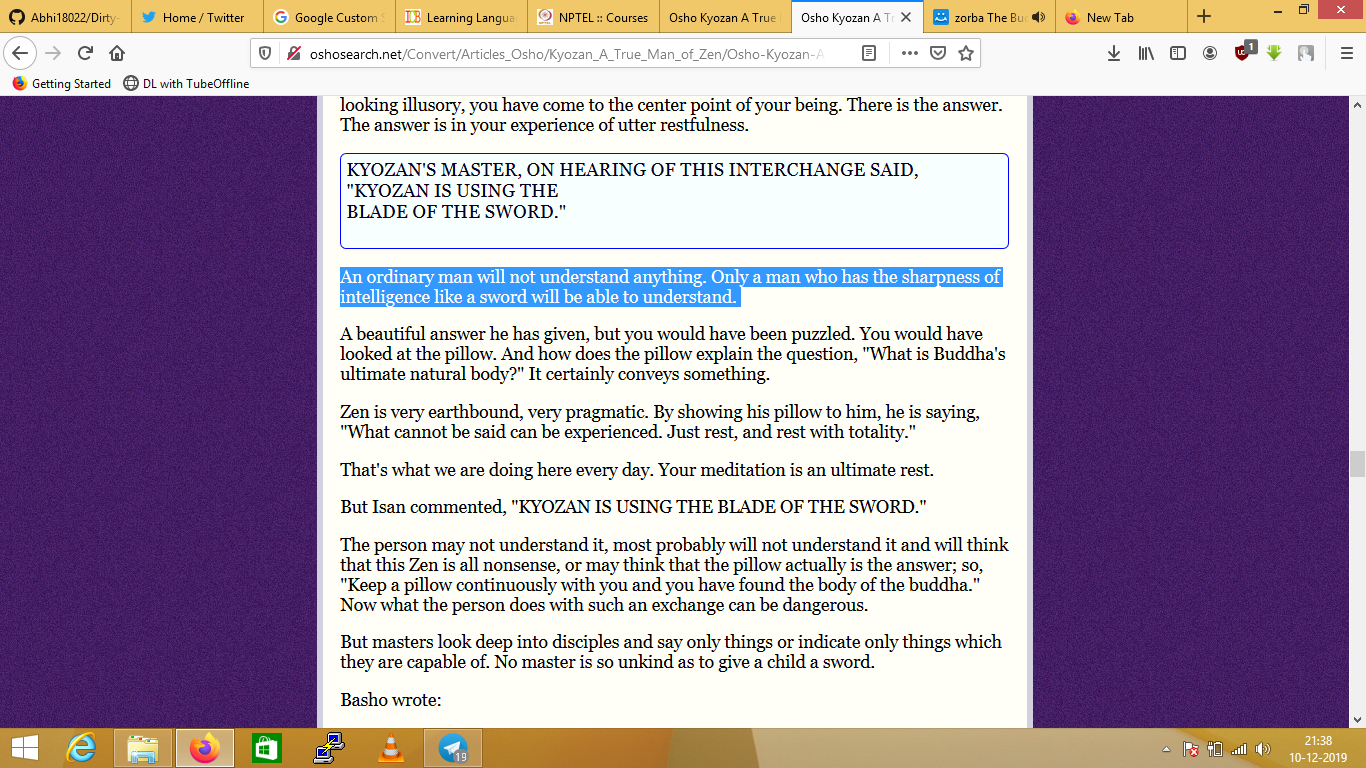 Abhi18022/Dirty-
Home / Twitter
Google Custom S
Learning Langua
NPTEL :: Courses
Osho Kyozan A True
Osho Kyozan A Tr
zorba The Bu
New Tab
oshosearch.net/Convert/Articles_Osho/Kyozan_A_True_Man_of_Zen/Osho-Kyozan-A
1
Getting Started
DL with TubeOffline
looking illusory, you have come to the center point of your being. There is the answer.
The answer is in your experience of utter restfulness.
KYOZAN'S MASTER, ON HEARING OF THIS INTERCHANGE SAID,
"KYOZAN IS USING THE
BLADE OF THE SWORD."
An ordinary man will not understand anything. Only a man who has the sharpness of
intelligence like a sword will be able to understand.
A beautiful answer he has given, but you would have been puzzled. You would have
looked at the pillow. And how does the pillow explain the question, "What is Buddha's
ultimate natural body?" It certainly conveys something.
Zen is very earthbound, very pragmatic. By showing his pillow to him, he is saying,
"What cannot be said can be experienced. Just rest, and rest with totality."
That's what we are doing here every day. Your meditation is an ultimate rest.
But Isan commented, "KYOZAN IS USING THE BLADE OF THE SWORD."
The person may not understand it, most probably will not understand it and will think
that this Zen is all nonsense, or may think that the pillow actually is the answer; so,
"Keep a pillow continuously with you and you have found the body of the buddha."
Now what the person does with such an exchange can be dangerous.
But masters look deep into disciples and say only things or indicate only things which
they are capable of. No master is so unkind as to give a child a sword.
Basho wrote:
19
21:38
10-12-2019